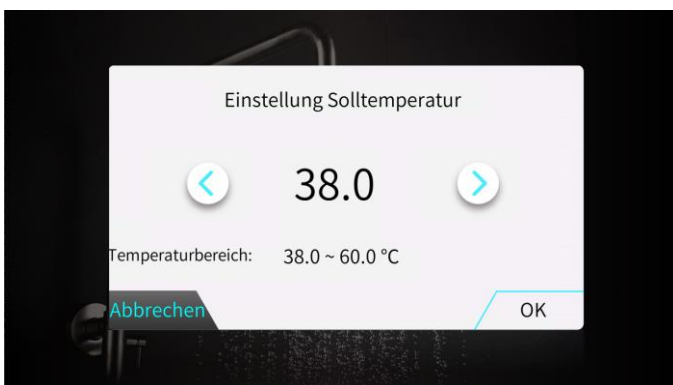 Einstellung Solltemperatur
38.0
Temperaturbereich: 38.0 ~ 60.0 °C
Abbrechen OK